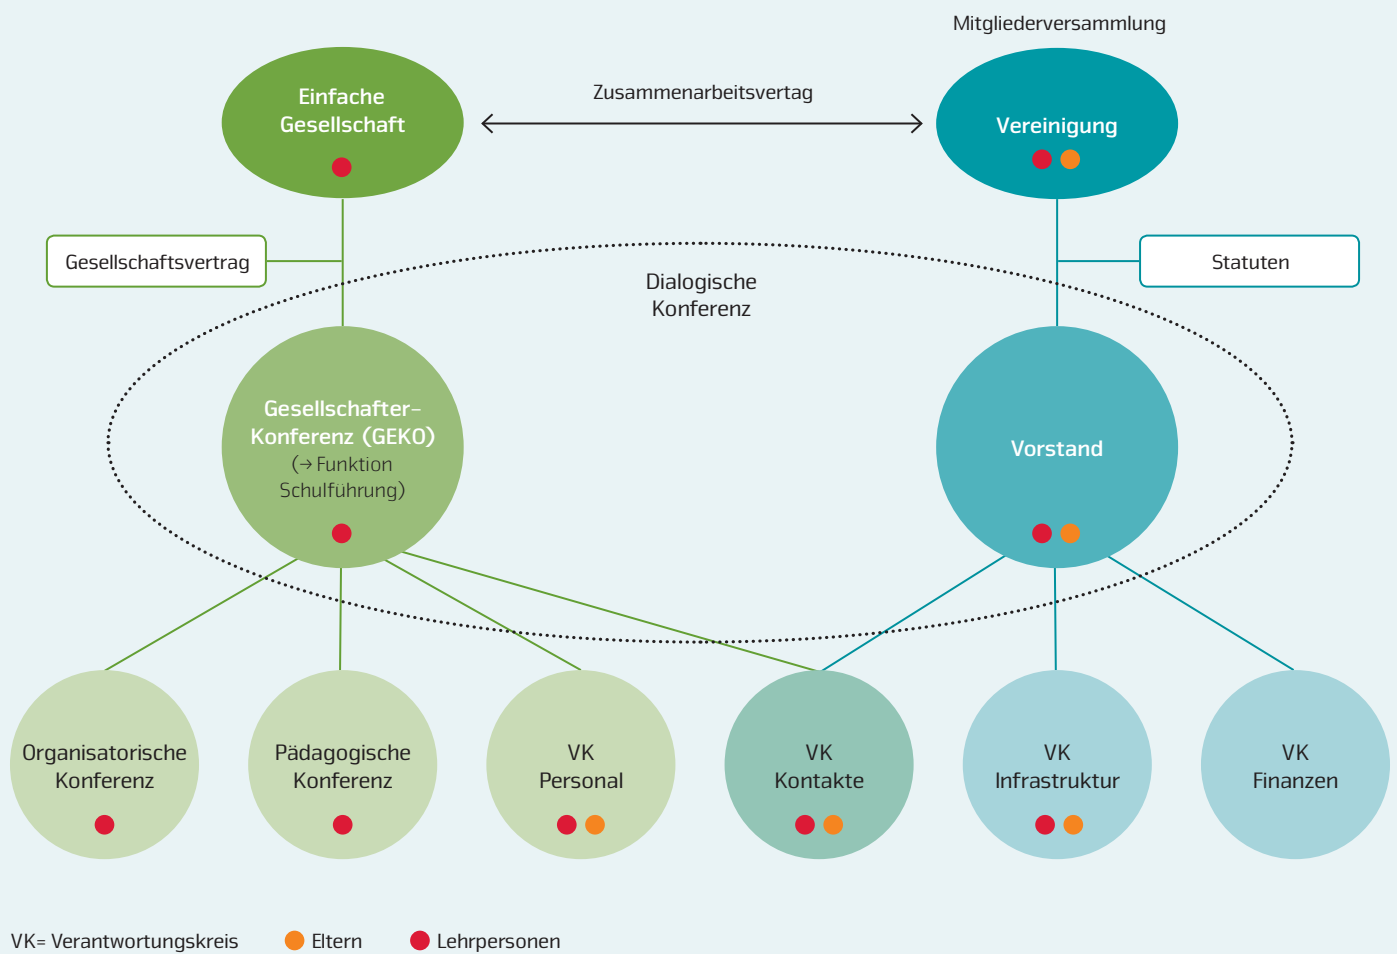 Mitgliederversammlung
Einfache
Gesellschaft
Zusammenarbeitsvertag
Vereinigung
Gesellschaftsvertrag
Statuten
Dialogische
Konferenz
Gesellschafter-
Konferenz (GEKO)
(→ Funktion
Schulführung)
Vorstand
Organisatorische
Konferenz
Pädagogische
Konferenz
VK
Personal
VK
Kontakte
VK
Infrastruktur
VK
Finanzen
VK= Verantwortungskreis
Eltern
Lehrpersonen